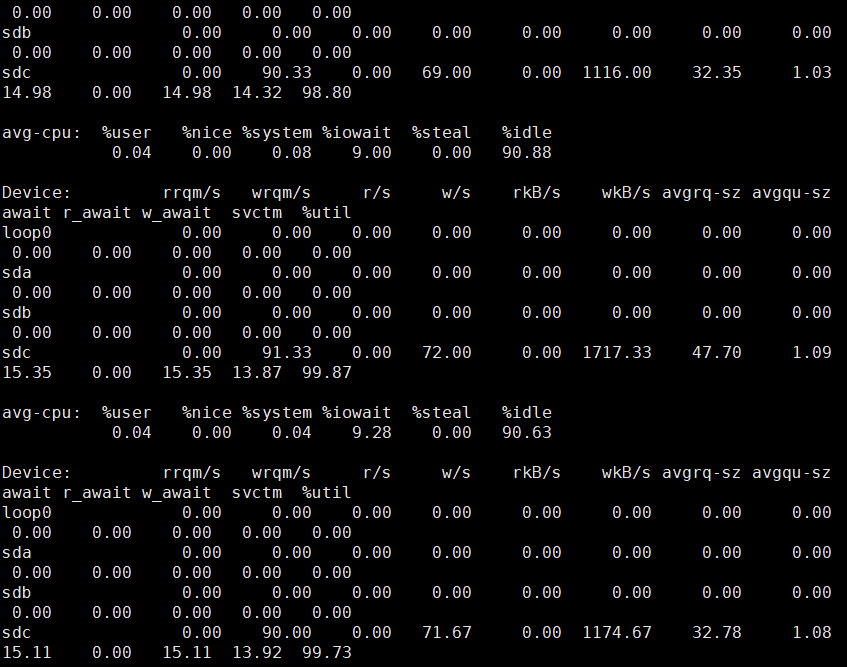 0.00 0.00 0.00 0.00 0.00
sdb 0.00 0.00 0.00 0.00 0.00 0.00 0.00 0.00
0.00 0.00 0.00 0.00 0.00
sdc 0.00 90.33 0.00 69.00 0.00 1116.00 32.35 1.03
14.98 0.00 14.98 14.32 98.80
avg-cpu: %user %nice %system %iowait %steal %idle
0.04 0.00 0.08 9.00 0.00 90.88
Device: rrqm/s wrqm/s r/s w/s rkB/s wkB/s avgrq-sz avgqu-sz
await r_await w_await svctm %util
loop0 0.00 0.00 0.00 0.00 0.00 0.00 0.00 0.00
0.00 0.00 0.00 0.00 0.00
sda 0.00 0.00 0.00 0.00 0.00 0.00 0.00 0.00
0.00 0.00 0.00 0.00 0.00
sdb 0.00 0.00 0.00 0.00 0.00 0.00 0.00 0.00
0.00 0.00 0.00 0.00 0.00
sdc 0.00 91.33 0.00 72.00 0.00 1717.33 47.70 1.09
15.35 0.00 15.35 13.87 99.87
avg-cpu: %user %nice %system %iowait %steal %idle
0.04 0.00 0.04 9.28 0.00 90.63
Device: rrqm/s wrqm/s r/s w/s rkB/s wkB/s avgrq-sz avgqu-sz
await r_await w_await svctm %util
loop0 0.00 0.00 0.00 0.00 0.00 0.00 0.00 0.00
0.00 0.00 0.00 0.00 0.00
sda 0.00 0.00 0.00 0.00 0.00 0.00 0.00 0.00
0.00 0.00 0.00 0.00 0.00
sdb 0.00 0.00 0.00 0.00 0.00 0.00 0.00 0.00
0.00 0.00 0.00 0.00 0.00
sdc 0.00 90.00 0.00 71.67 0.00 1174.67 32.78 1.08
15.11 0.00 15.11 13.92 99.73